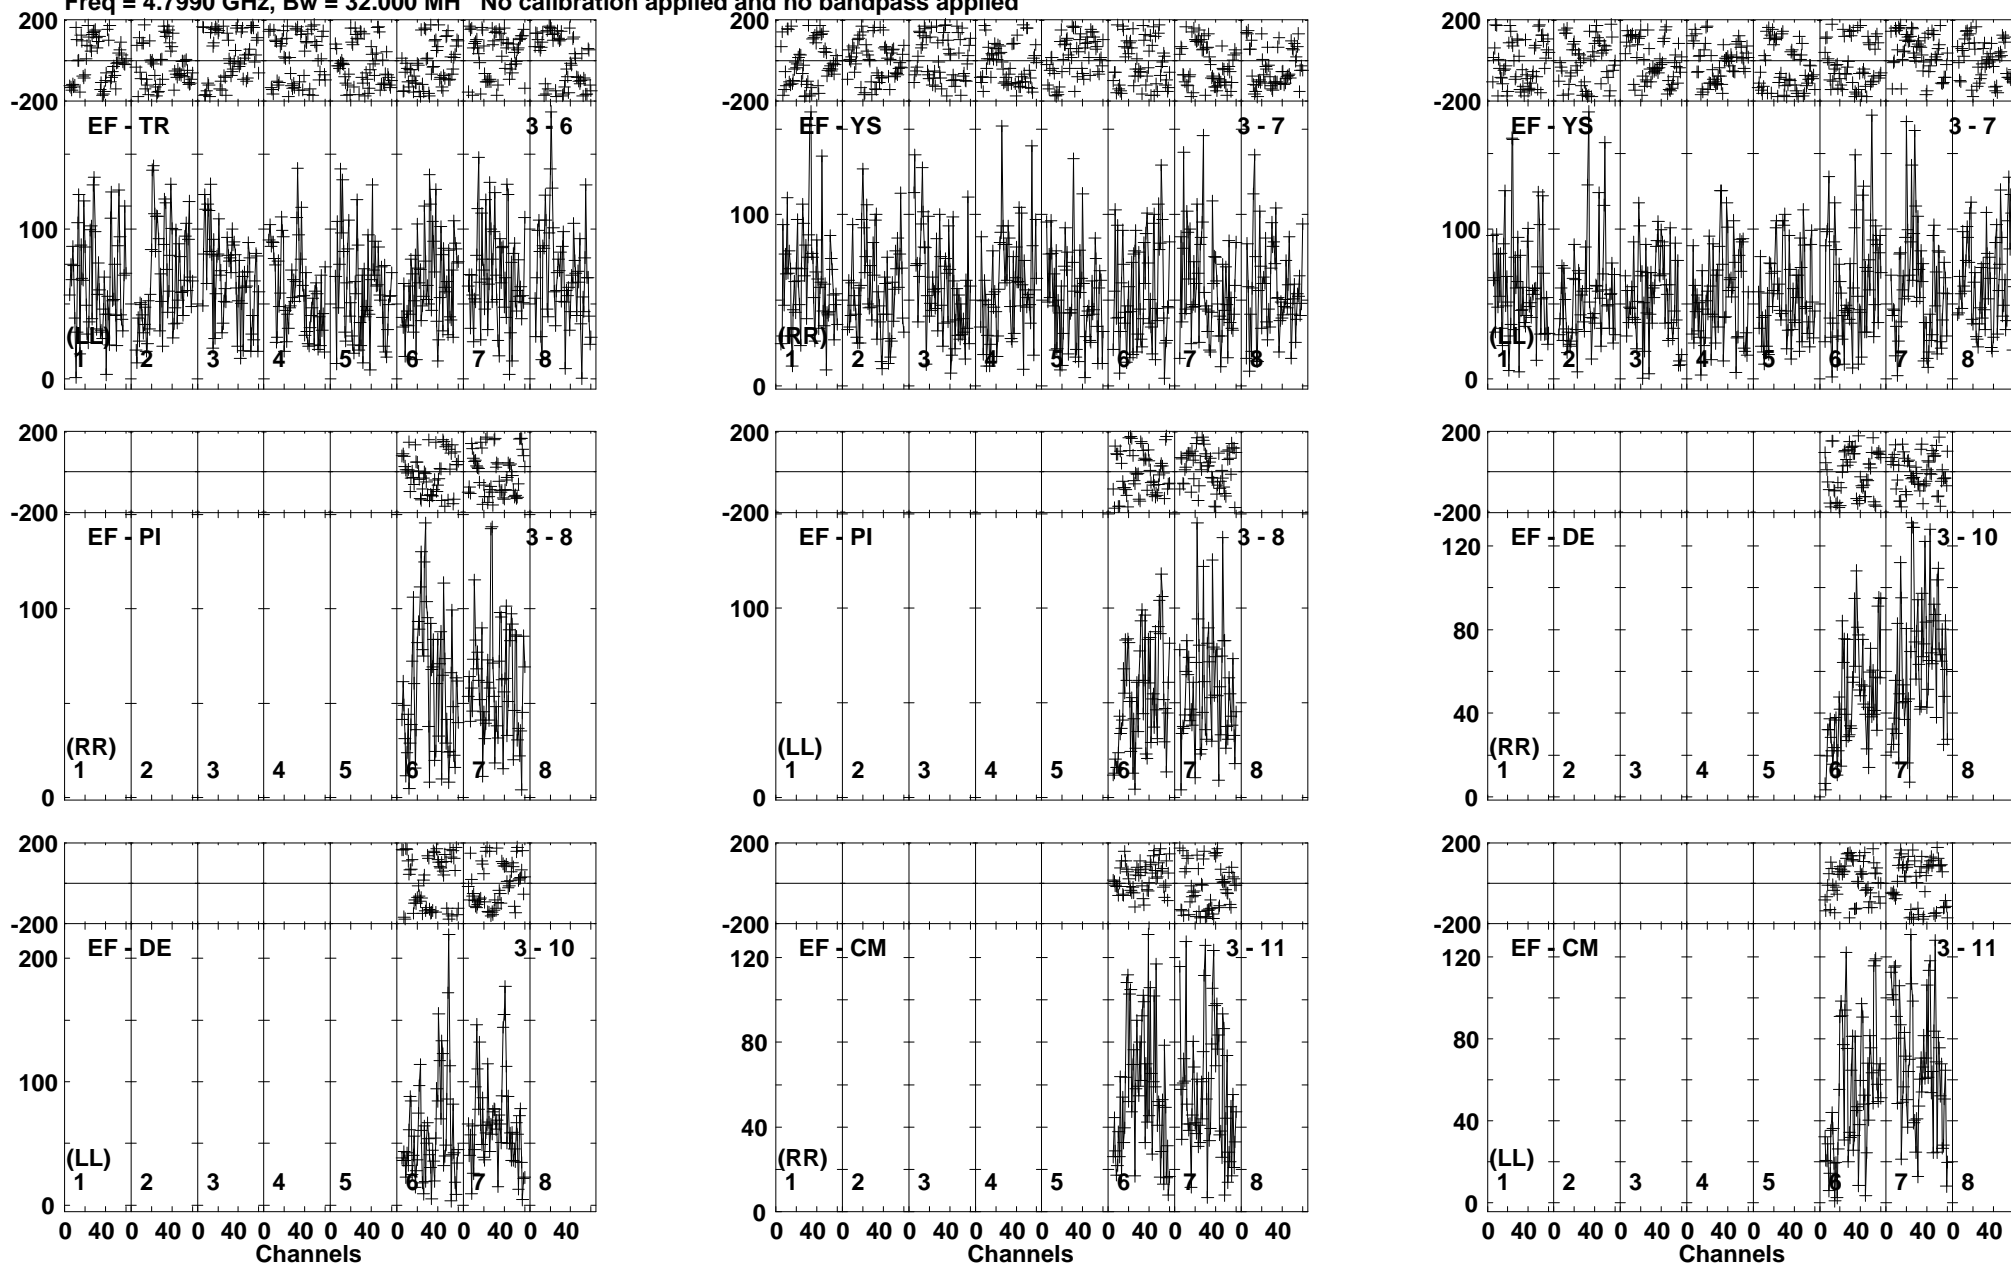 Freq = 4.7990 GHz, Bw = 32.000 MH No calibration applied and no bandpass applied
200 200 200
-200 -200 -200
EF - TR 3 - 6 EF - YS 3 - 7 EF - YS 3 - 7
100 100 100
(LL) (RR) (LL)
1 2 3 4 5 6 7 8 1 2 3 4 5 6 7 8 1 2 3 4 5 6 7 8
0 0 0
200 200 200
-200 -200 -200
EF - PI 3 - 8 EF - PI 3 - 8 EF - DE 3 - 10
120
100 100
80
40
(RR) (LL) (RR)
1 2 3 4 5 6 7 8 1 2 3 4 5 6 7 8 1 2 3 4 5 6 7 8
0 0 0
200 200 200
-200 -200 -200
EF - DE 3 - 10 EF - CM 3 - 11 EF - CM 3 - 11
200 120 120
100 80 80
40 40
(LL) (RR) (LL)
1 2 3 4 5 6 7 8 1 2 3 4 5 6 7 8 1 2 3 4 5 6 7 8
0 0 0
0 40 0 40 0 40 0 40 0 40 0 40 0 40 0 40 0 40 0 40 0 40 0 40 0 40 0 40 0 40 0 40 0 40 0 40 0 40 0 40 0 40 0 40 0 40 0 40
Channels Channels Channels